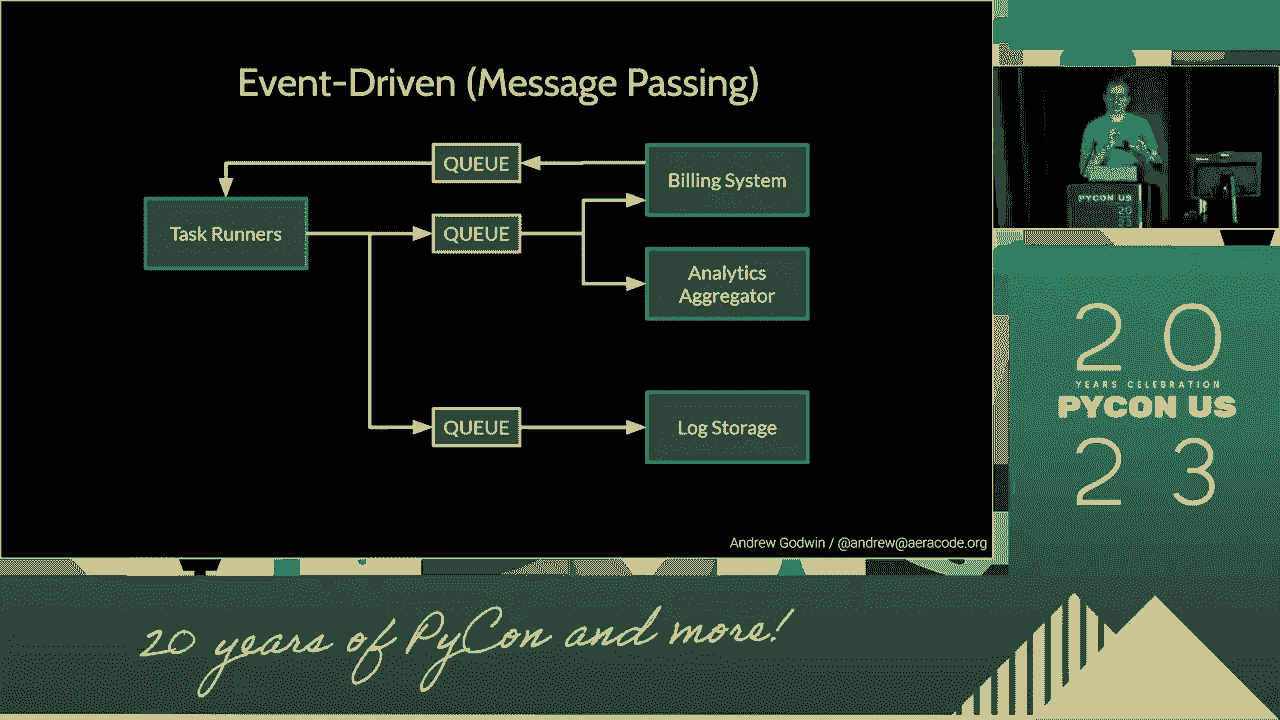 Event-Driven (Message Passing)
QUEUE
Billing System
Task Runners
QUEUE
Analytics
Aggregator
QUEUE
Log Storage
Andrew Godwin / @andrew@aeracode.org
PYCON US
20
23
20
YEARS CELEBRATION
PYCON US
23
20 years of PyCon and more!